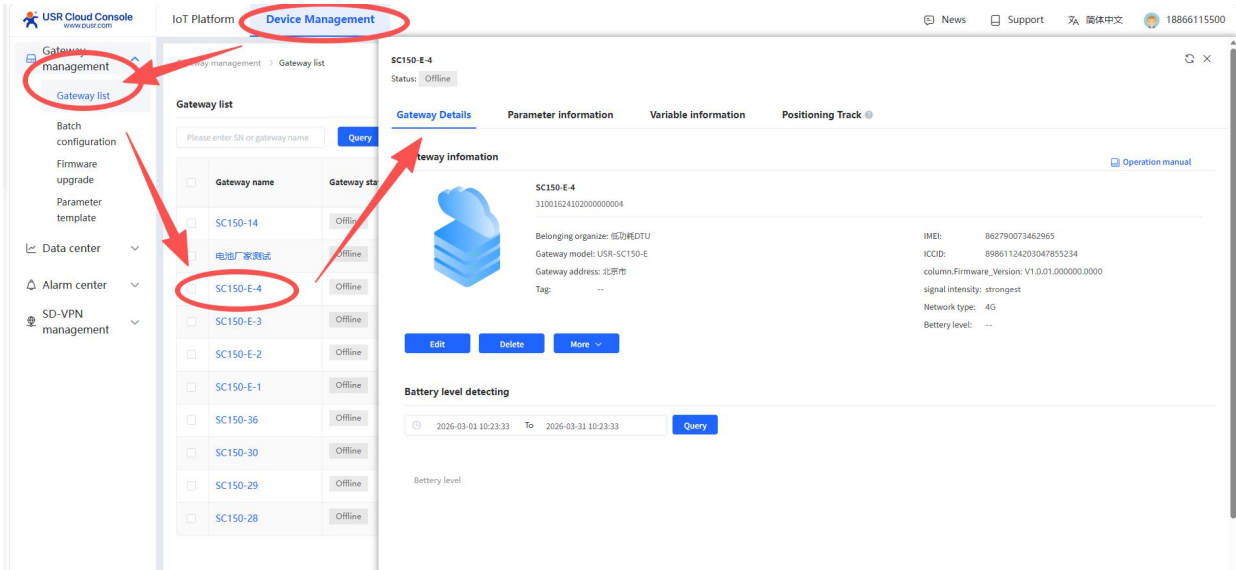 USR Cloud Console
www.pusr.com
IoT Platform
Device Management
News
Support
简体中文
18866115500
Gateway
management
Gateway list
Batch
configuration
Firmware
upgrade
Parameter
template
Data center
Alarm center
SD-VPN
management
management > Gateway list
Gateway list
Please enter SN or gateway name
Query
Gateway name
Gateway sta
SC150-14
Offline
电池厂家测试
Offline
SC150-E-4
Offline
SC150-E-3
Offline
SC150-E-2
Offline
SC150-E-1
Offline
SC150-36
Offline
SC150-30
Offline
SC150-29
Offline
SC150-28
Offline
SC150-E-4
Status: Offline
Gateway Details
Parameter information
Variable information
Positioning Track
teway infomation
Operation manual
SC150-E-4
31001624102000000004
Belonging organize: 低功耗DTU
Gateway model: USR-SC150-E
Gateway address: 北京市
Tag: --
IMEI: 862790073462965
ICCID: 89861124203047855234
column.Firmware_Version: V1.0.01.000000.0000
signal intensity: strongest
Network type: 4G
Bettery level: --
Edit
Delete
More
Battery level detecting
2026-03-01 10:23:33 To 2026-03-31 10:23:33
Query
Bettery level